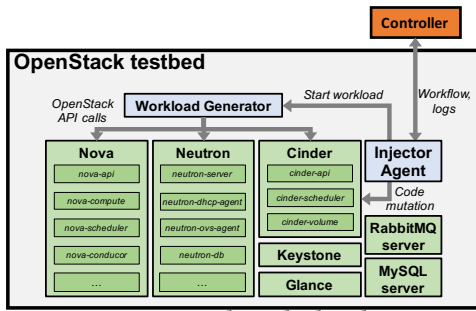 Controller
OpenStack testbed
OpenStack
API calls
Workload Generator
Start workload
Workflow,
logs
Nova
nova-api
nova-compute
nova-scheduler
nova-conducor
...
Neutron
neutron-server
neutron-dhcp-agent
neutron-ovs-agent
neutron-db
...
Cinder
cinder-api
cinder-scheduler
cinder-volume
Keystone
Glance
Injector
Agent
Code
mutation
RabbitMQ
server
MySQL
server